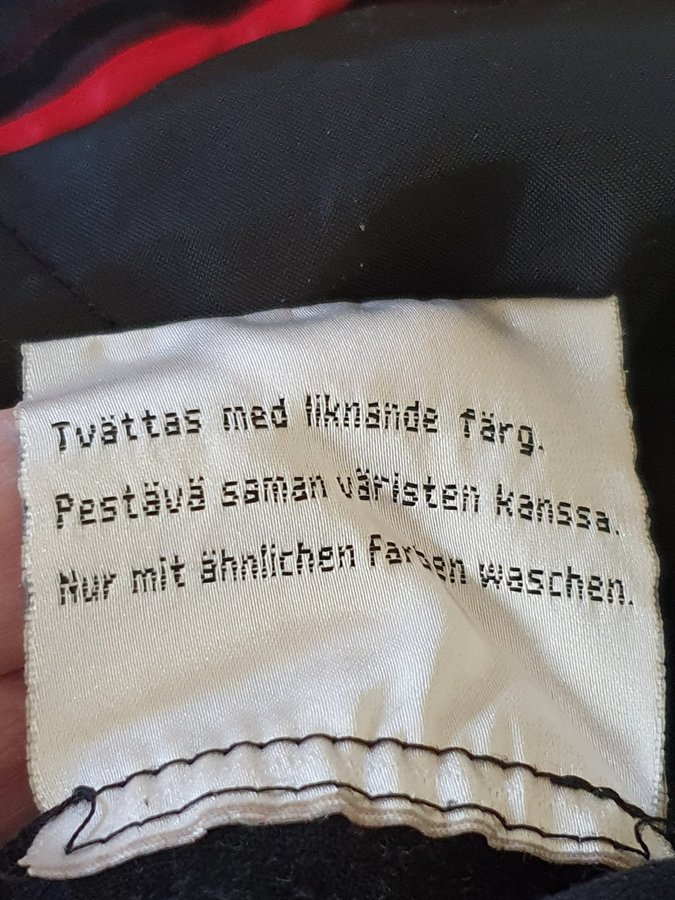 Tvättas med liknande färg.
Pestävä saman väristen kanssa.
Nur mit ähnlichen Farben waschen.